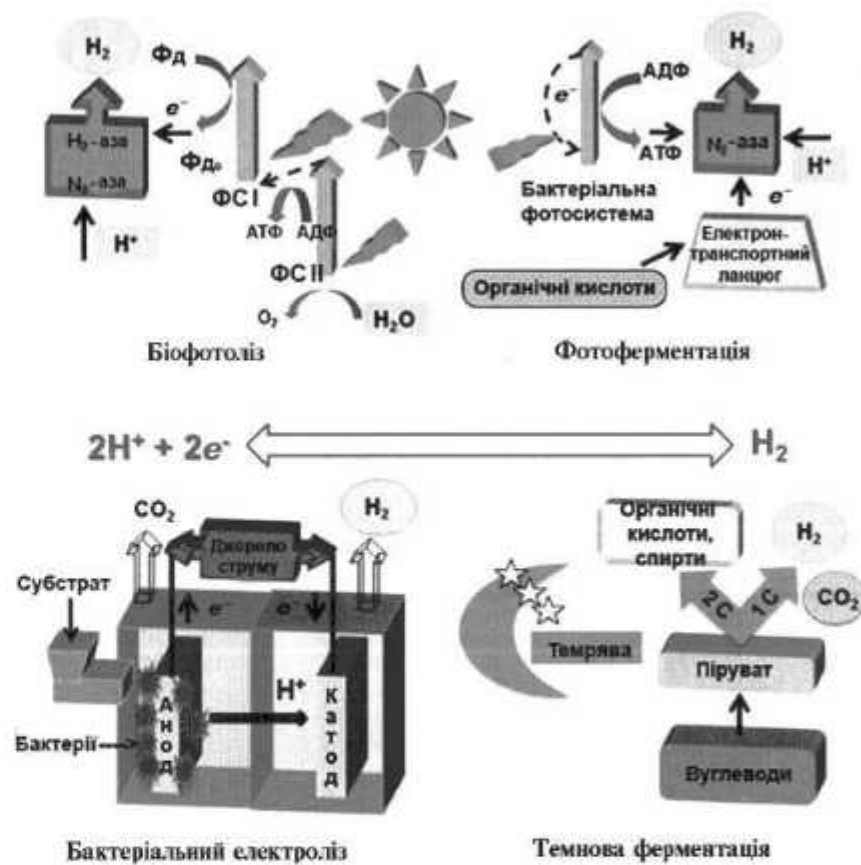 H₂
Фд
e⁻
H₂-аза
N₂-аза
Фд₀
H⁺
ФС I
АТФ АДФ
ФС II
O₂
H₂O
Біофотоліз
H₂
АДФ
e⁻
АТФ
N₂-аза
H⁺
Бактеріальна
фотосистема
e⁻
Електрон-
транспортний
ланцюг
Органічні кислоти
Фотоферментація
2H⁺ + 2e⁻
H₂
CO₂
H₂
Джерело
струму
Субстрат
e⁻
e⁻
H⁺
Анод
Катод
Бактерії
Бактеріальний електроліз
Органічні
кислоти,
спирти
H₂
2C
1C
CO₂
Темрява
Піруват
Вуглеводи
Темнова ферментація